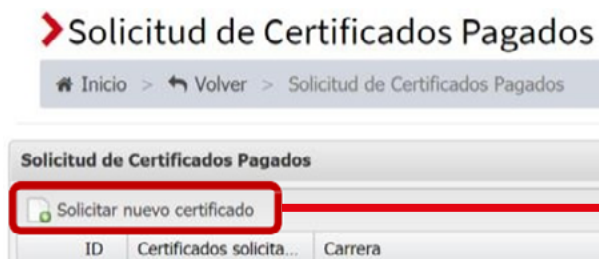 Solicitud de Certificados Pagados
Inicio > Volver > Solicitud de Certificados Pagados
Solicitud de Certificados Pagados
Solicitar nuevo certificado
ID Certificados solicita... Carrera